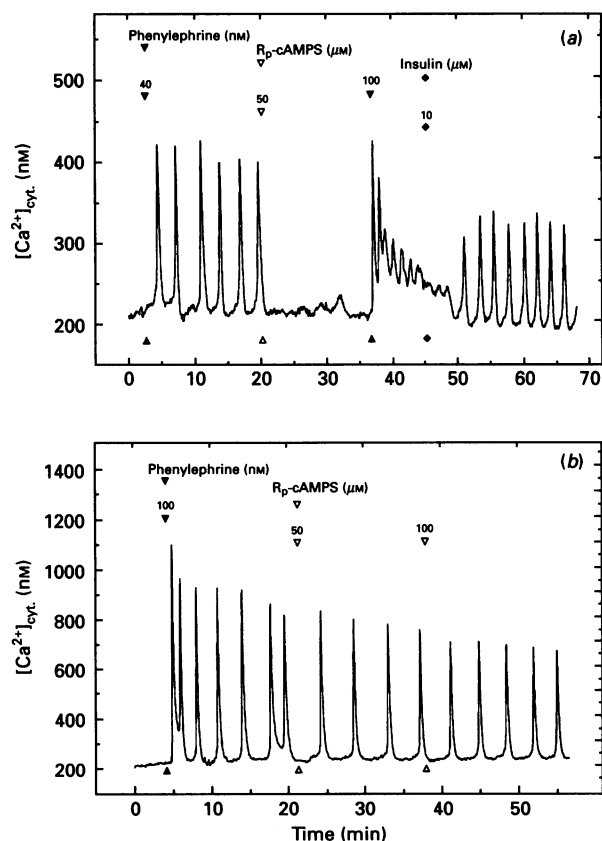 Phenylephrine (nM)
(a)
Rp-cAMPS (μM)
Insulin (μM)
500
40
50
100
10
400
300
200
[Ca2+]cyt. (nM)
0 10 20 30 40 50 60 70
(b)
1400
Phenylephrine (nM)
Rp-cAMPS (μM)
100
50
100
1200
1000
800
600
400
200
[Ca2+]cyt. (nM)
0 10 20 30 40 50
Time (min)